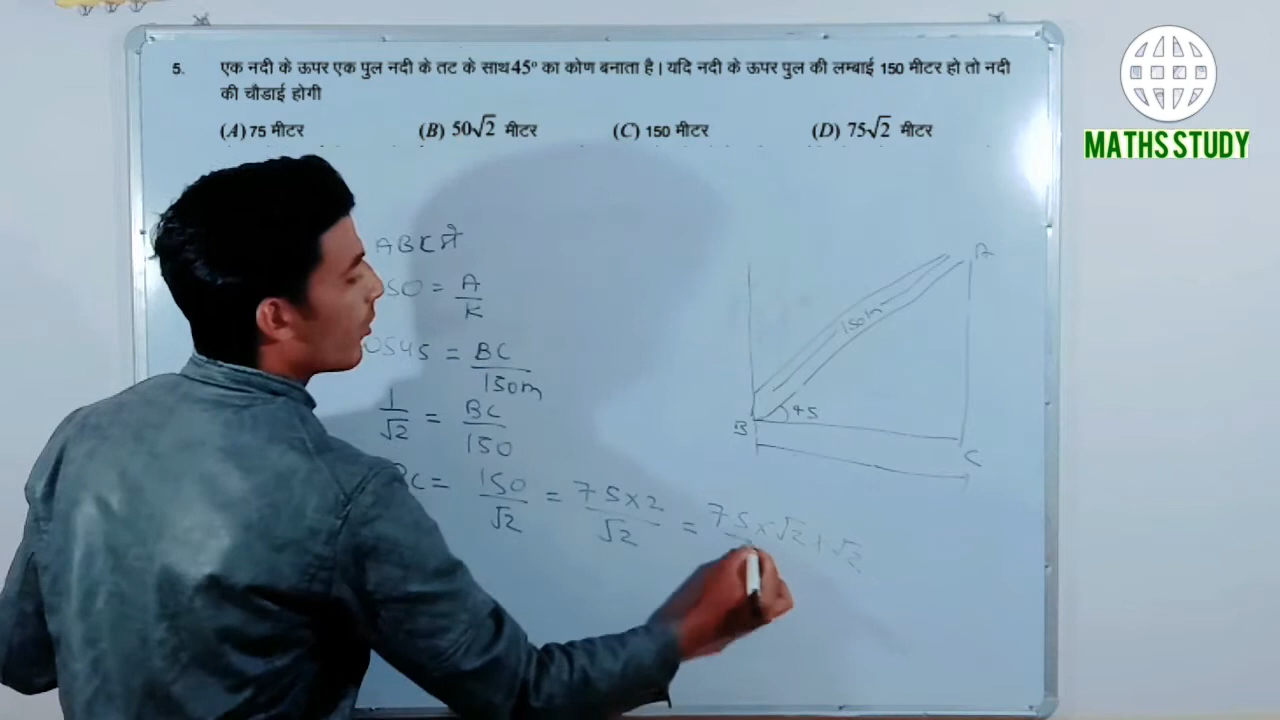 5. एक नदी के ऊपर एक पुल नदी के तट के साथ 45° का कोण बनाता है। यदि नदी के ऊपर पुल की लम्बाई 150 मीटर हो तो नदी
की चौडाई होगी
(A) 75 मीटर (B) 50√2 मीटर (C) 150 मीटर (D) 75√2 मीटर
MATHS STUDY
ABC में
= A/K
45 = BC/150m
1/√2 = BC/150
BC = 150/√2 = 75×2/√2 = 75×√2×√2
A
150m
45
B
C